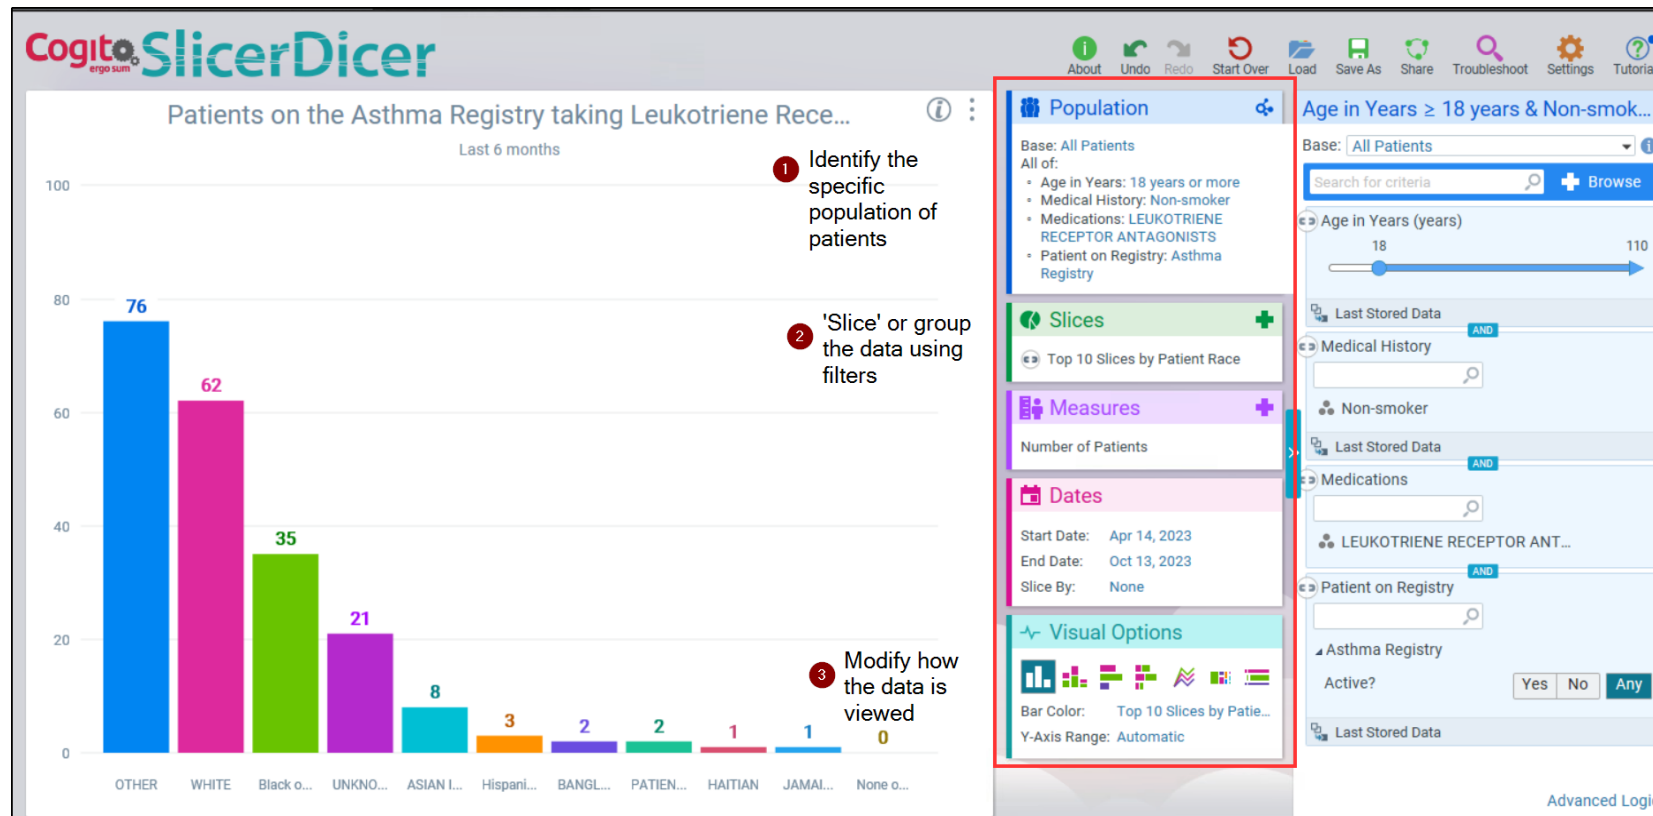 Cogito
ergo sum
SlicerDicer
About
Undo
Redo
Start Over
Load
Save As
Share
Troubleshoot
Settings
Tutoria
Patients on the Asthma Registry taking Leukotriene Rece...
Last 6 months
100
80
60
40
20
0
76
62
35
21
8
3
2
2
1
1
0
OTHER
WHITE
Black o...
UNKNO...
ASIAN I...
Hispani...
BANGL...
PATIEN...
HAITIAN
JAMAI...
None o...
1
Identify the
specific
population of
patients
2
'Slice' or group
the data using
filters
3
Modify how
the data is
viewed
Population
Base: All Patients
All of:
Age in Years: 18 years or more
Medical History: Non-smoker
Medications: LEUKOTRIENE
RECEPTOR ANTAGONISTS
Patient on Registry: Asthma
Registry
Slices
Top 10 Slices by Patient Race
Measures
Number of Patients
Dates
Start Date: Apr 14, 2023
End Date: Oct 13, 2023
Slice By: None
Visual Options
Bar Color: Top 10 Slices by Patie...
Y-Axis Range: Automatic
Age in Years ≥ 18 years & Non-smok...
Base: All Patients
Search for criteria
Browse
Age in Years (years)
18
110
Last Stored Data
AND
Medical History
Non-smoker
Last Stored Data
AND
Medications
LEUKOTRIENE RECEPTOR ANT...
AND
Patient on Registry
Asthma Registry
Active? Yes No Any
Last Stored Data
Advanced Logi